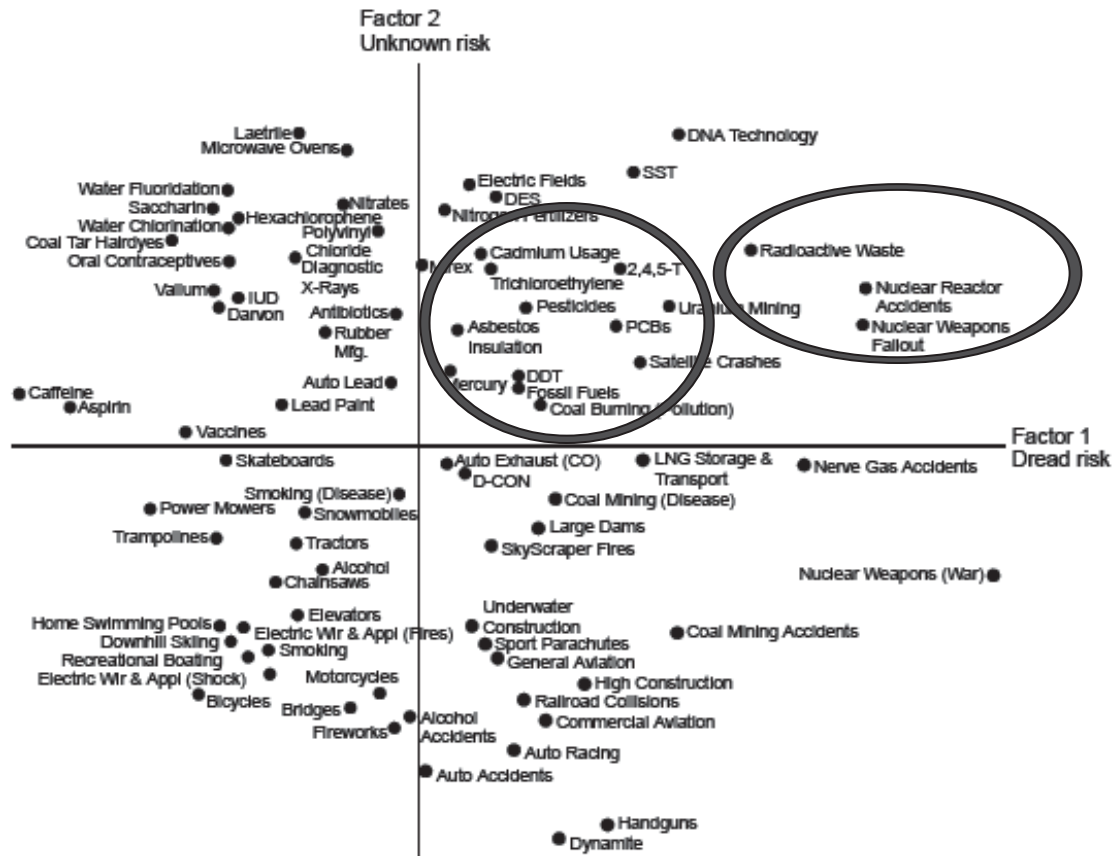 Factor 2
Unknown risk
Laetrile
Microwave Ovens
Water Fluoridation
Saccharin
Water Chlorination
Coal Tar Hairdyes
Oral Contraceptives
Hexachlorophene
Nitrates
Polyvinyl
Chloride
Diagnostic
X-Rays
Valium
IUD
Darvon
Antibiotics
Rubber
Mfg.
Auto Lead
Lead Paint
Caffeine
Aspirin
Vaccines
DNA Technology
SST
Electric Fields
DES
Nitrogen Fertilizers
Cadmium Usage
Mirex
Trichloroethylene
2,4,5-T
Pesticides
Uranium Mining
Asbestos
Insulation
PCBs
Satellite Crashes
Mercury
DDT
Fossil Fuels
Coal Burning (Pollution)
Radioactive Waste
Nuclear Reactor
Accidents
Nuclear Weapons
Fallout
Factor 1
Dread risk
Skateboards
Smoking (Disease)
Power Mowers
Snowmobiles
Trampolines
Tractors
Alcohol
Chainsaws
Elevators
Home Swimming Pools
Electric Wir & Appl (Fires)
Downhill Skiing
Smoking
Recreational Boating
Electric Wir & Appl (Shock)
Motorcycles
Bicycles
Bridges
Fireworks
Alcohol
Accidents
Auto Exhaust (CO)
D-CON
LNG Storage &
Transport
Nerve Gas Accidents
Coal Mining (Disease)
Large Dams
SkyScraper Fires
Nuclear Weapons (War)
Underwater
Construction
Sport Parachutes
General Aviation
Coal Mining Accidents
High Construction
Railroad Collisions
Commercial Aviation
Auto Racing
Auto Accidents
Handguns
Dynamite